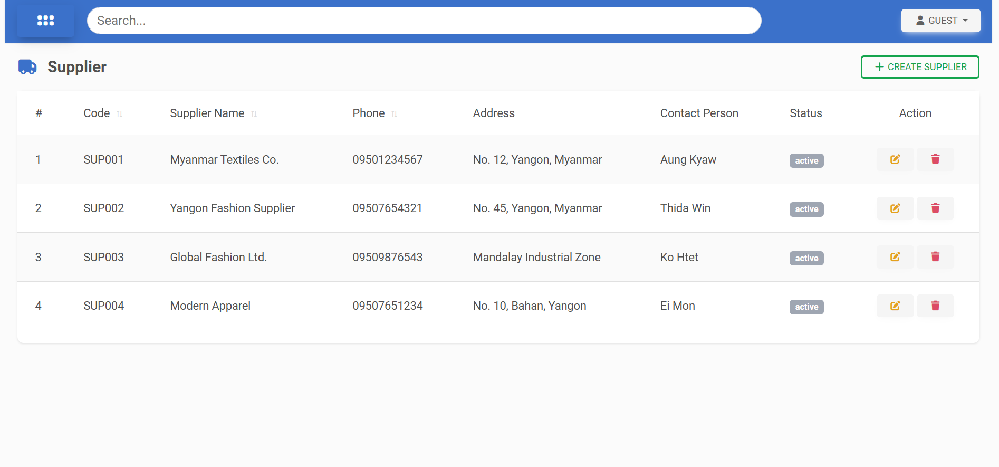 Search...
GUEST
Supplier
CREATE SUPPLIER
# Code Supplier Name Phone Address Contact Person Status Action
1 SUP001 Myanmar Textiles Co. 09501234567 No. 12, Yangon, Myanmar Aung Kyaw active
2 SUP002 Yangon Fashion Supplier 09507654321 No. 45, Yangon, Myanmar Thida Win active
3 SUP003 Global Fashion Ltd. 09509876543 Mandalay Industrial Zone Ko Htet active
4 SUP004 Modern Apparel 09507651234 No. 10, Bahan, Yangon Ei Mon active